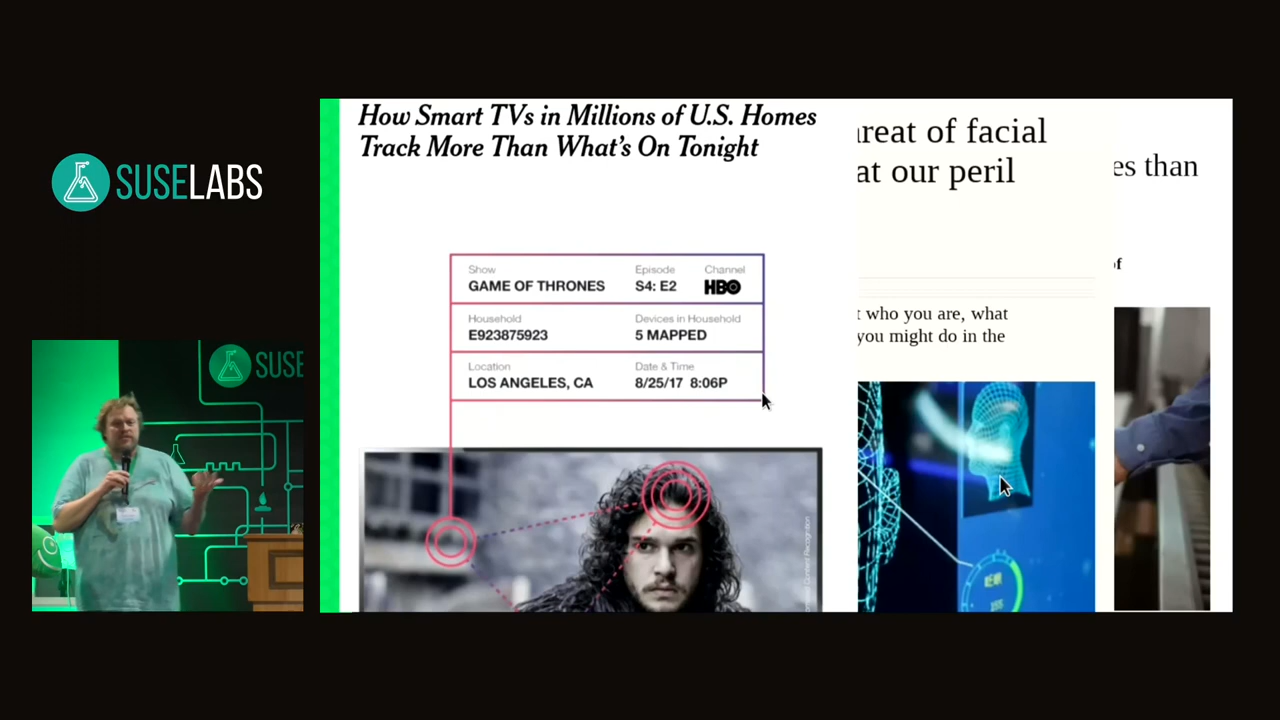 SUSELABS
SUSE
How Smart TVs in Millions of U.S. Homes
Track More Than What's On Tonight
Show
GAME OF THRONES
Episode
S4: E2
Channel
HBO
Household
E923875923
Devices in Household
5 MAPPED
Location
LOS ANGELES, CA
Date & Time
8/25/17 8:06P
Content Recognition
reat of facial
at our peril
t who you are, what
you might do in the
es than
of